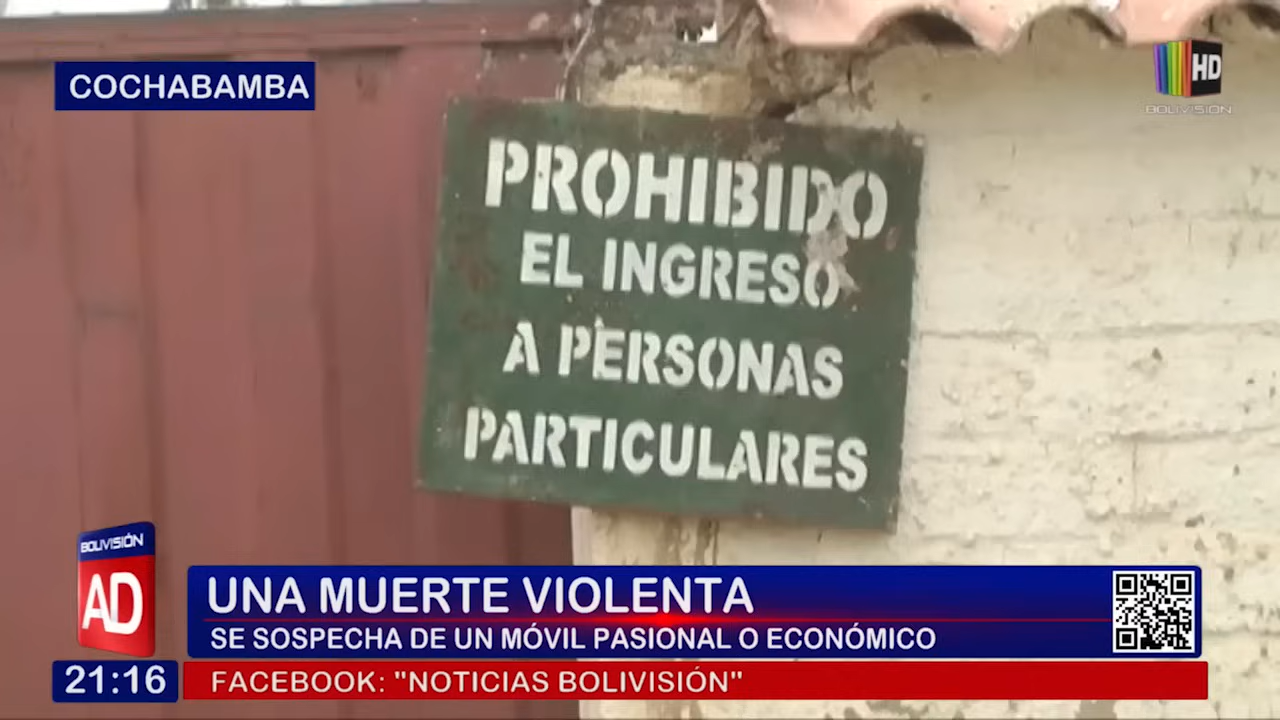 COCHABAMBA
HD
BOLIVISIÓN
PROHIBIDO
EL INGRESO
A PERSONAS
PARTICULARES
BOLIVISIÓN
AD
UNA MUERTE VIOLENTA
SE SOSPECHA DE UN MÓVIL PASIONAL O ECONÓMICO
21:16
FACEBOOK: "NOTICIAS BOLIVISIÓN"